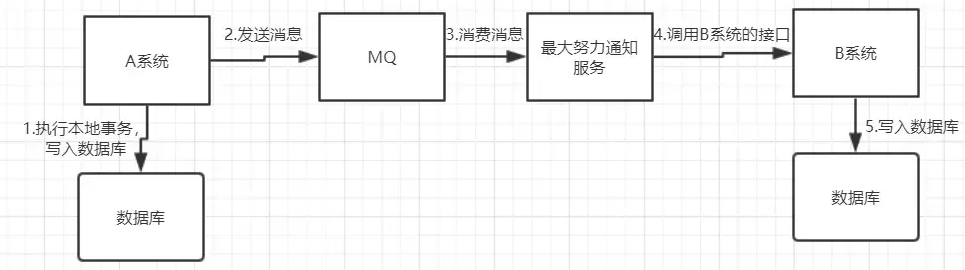 A系统
2.发送消息
MQ
3.消费消息
最大努力通知
服务
4.调用B系统的接口
B系统
1.执行本地事务，
写入数据库
5.写入数据库
数据库
数据库